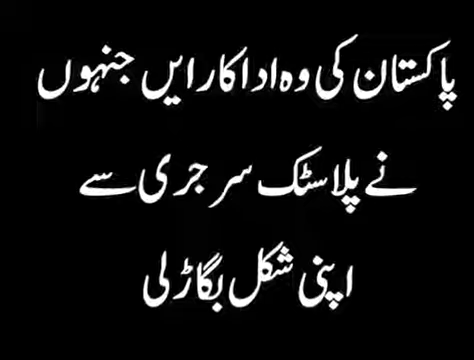 پاکستان کی وہ اداکارایں جنہوں
نے پلاسٹک سرجری سے
اپنی شکل بگاڑلی